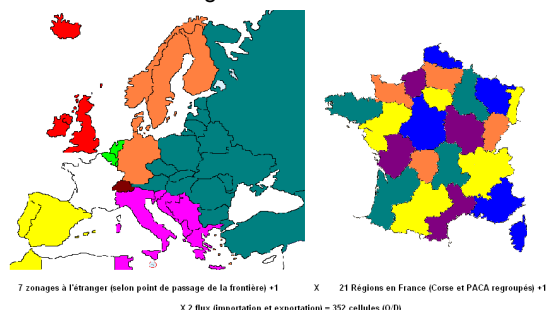 7 zonages à l'étranger (selon point de passage de la frontière) +1 X 21 Régions en France (Corse et PACA regroupés) +1
X 2 flux (importation et exportation) = 352 cellules (O/D)